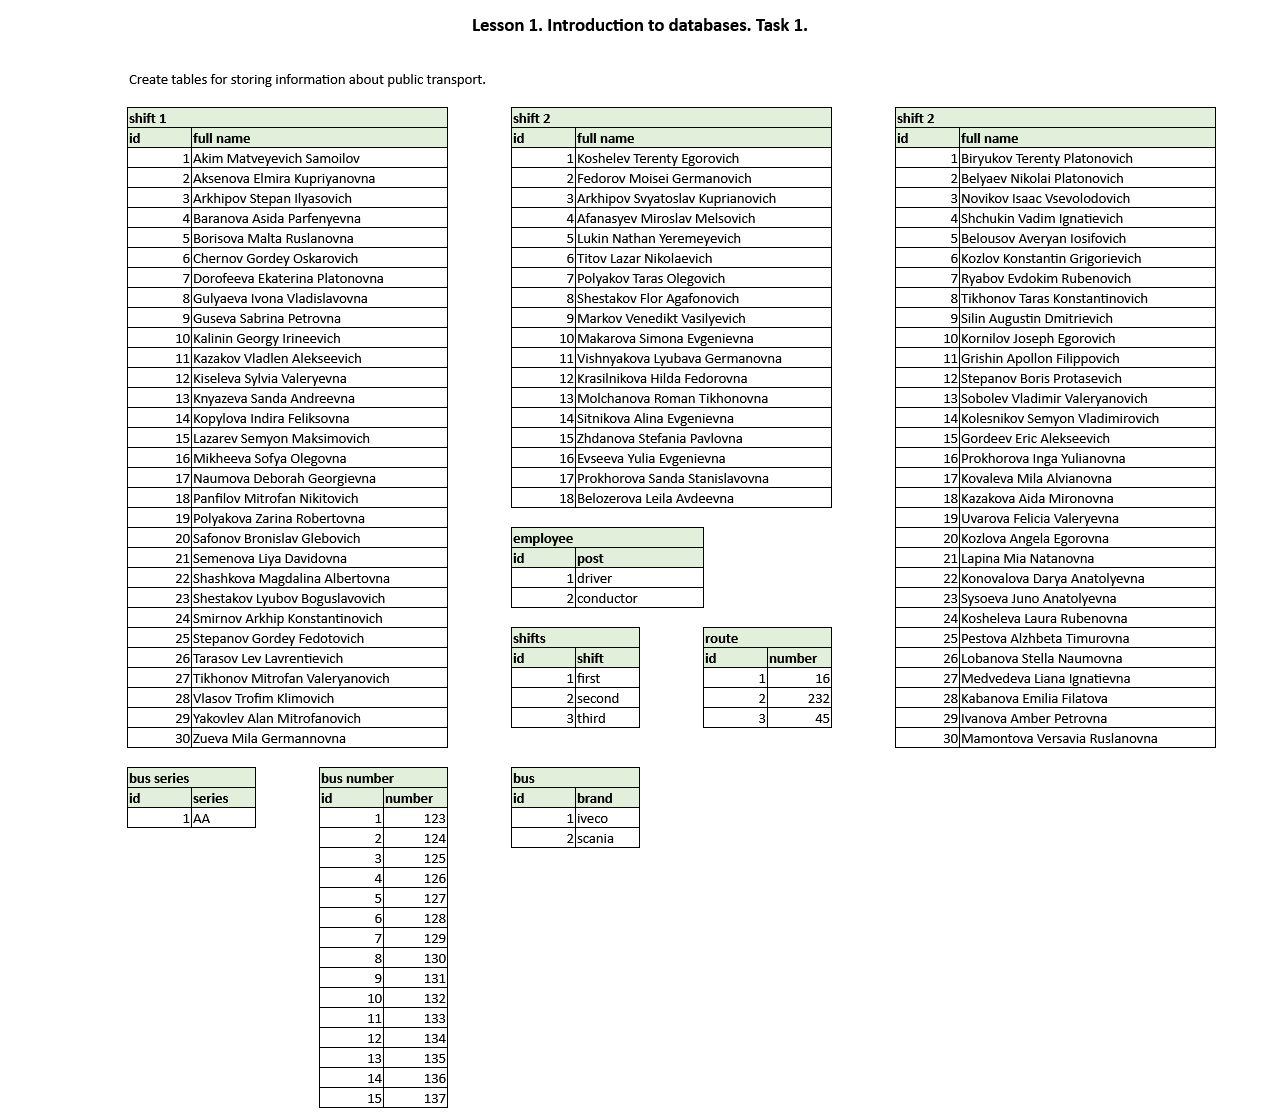 Lesson 1. Introduction to databases. Task 1.
Create tables for storing information about public transport.
shift 1
id full name
1 Akim Matveyevich Samoilov
2 Aksenova Elmira Kupriyanovna
3 Arkhipov Stepan Ilyasovich
4 Baranova Asida Parfenyevna
5 Borisova Malta Ruslanovna
6 Chernov Gordey Oskarovich
7 Dorofeeva Ekaterina Platonovna
8 Gulyaeva Ivona Vladislavovna
9 Guseva Sabrina Petrovna
10 Kalinin Georgy Irineevich
11 Kazakov Vladlen Alekseevich
12 Kiseleva Sylvia Valeryevna
13 Knyazeva Sanda Andreevna
14 Kopylova Indira Feliksovna
15 Lazarev Semyon Maksimovich
16 Mikheeva Sofya Olegovna
17 Naumova Deborah Georgievna
18 Panfilov Mitrofan Nikitovich
19 Polyakova Zarina Robertovna
20 Safonov Bronislav Glebovich
21 Semenova Liya Davidovna
22 Shashkova Magdalina Albertovna
23 Shestakov Lyubov Boguslavovich
24 Smirnov Arkhip Konstantinovich
25 Stepanov Gordey Fedotovich
26 Tarasov Lev Lavrentievich
27 Tikhonov Mitrofan Valeryanovich
28 Vlasov Trofim Klimovich
29 Yakovlev Alan Mitrofanovich
30 Zueva Mila Germannovna
shift 2
id full name
1 Koshelev Terenty Egorovich
2 Fedorov Moisei Germanovich
3 Arkhipov Svyatoslav Kuprianovich
4 Afanasyev Miroslav Melsovich
5 Lukin Nathan Yeremeyevich
6 Titov Lazar Nikolaevich
7 Polyakov Taras Olegovich
8 Shestakov Flor Agafonovich
9 Markov Venedikt Vasilyevich
10 Makarova Simona Evgenievna
11 Vishnyakova Lyubava Germanovna
12 Krasilnikova Hilda Fedorovna
13 Molchanova Roman Tikhonovna
14 Sitnikova Alina Evgenievna
15 Zhdanova Stefania Pavlovna
16 Evseeva Yulia Evgenievna
17 Prokhorova Sanda Stanislavovna
18 Belozerova Leila Avdeevna
employee
id post
1 driver
2 conductor
shifts
id shift
1 first
2 second
3 third
route
id number
1 16
2 232
3 45
shift 2
id full name
1 Biryukov Terenty Platonovich
2 Belyaev Nikolai Platonovich
3 Novikov Isaac Vsevolodovich
4 Shchukin Vadim Ignatievich
5 Belousov Averyan Iosifovich
6 Kozlov Konstantin Grigorievich
7 Ryabov Evdokim Rubenovich
8 Tikhonov Taras Konstantinovich
9 Silin Augustin Dmitrievich
10 Kornilov Joseph Egorovich
11 Grishin Apollon Filippovich
12 Stepanov Boris Protasevich
13 Sobolev Vladimir Valeryanovich
14 Kolesnikov Semyon Vladimirovich
15 Gordeev Eric Alekseevich
16 Prokhorova Inga Yulianovna
17 Kovaleva Mila Alvianovna
18 Kazakova Aida Mironovna
19 Uvarova Felicia Valeryevna
20 Kozlova Angela Egorovna
21 Lapina Mia Natanovna
22 Konovalova Darya Anatolyevna
23 Sysoeva Juno Anatolyevna
24 Kosheleva Laura Rubenovna
25 Pestova Alzhbeta Timurovna
26 Lobanova Stella Naumovna
27 Medvedeva Liana Ignatievna
28 Kabanova Emilia Filatova
29 Ivanova Amber Petrovna
30 Mamontova Versavia Ruslanovna
bus series
id series
1 AA
bus number
id number
1 123
2 124
3 125
4 126
5 127
6 128
7 129
8 130
9 131
10 132
11 133
12 134
13 135
14 136
15 137
bus
id brand
1 iveco
2 scania